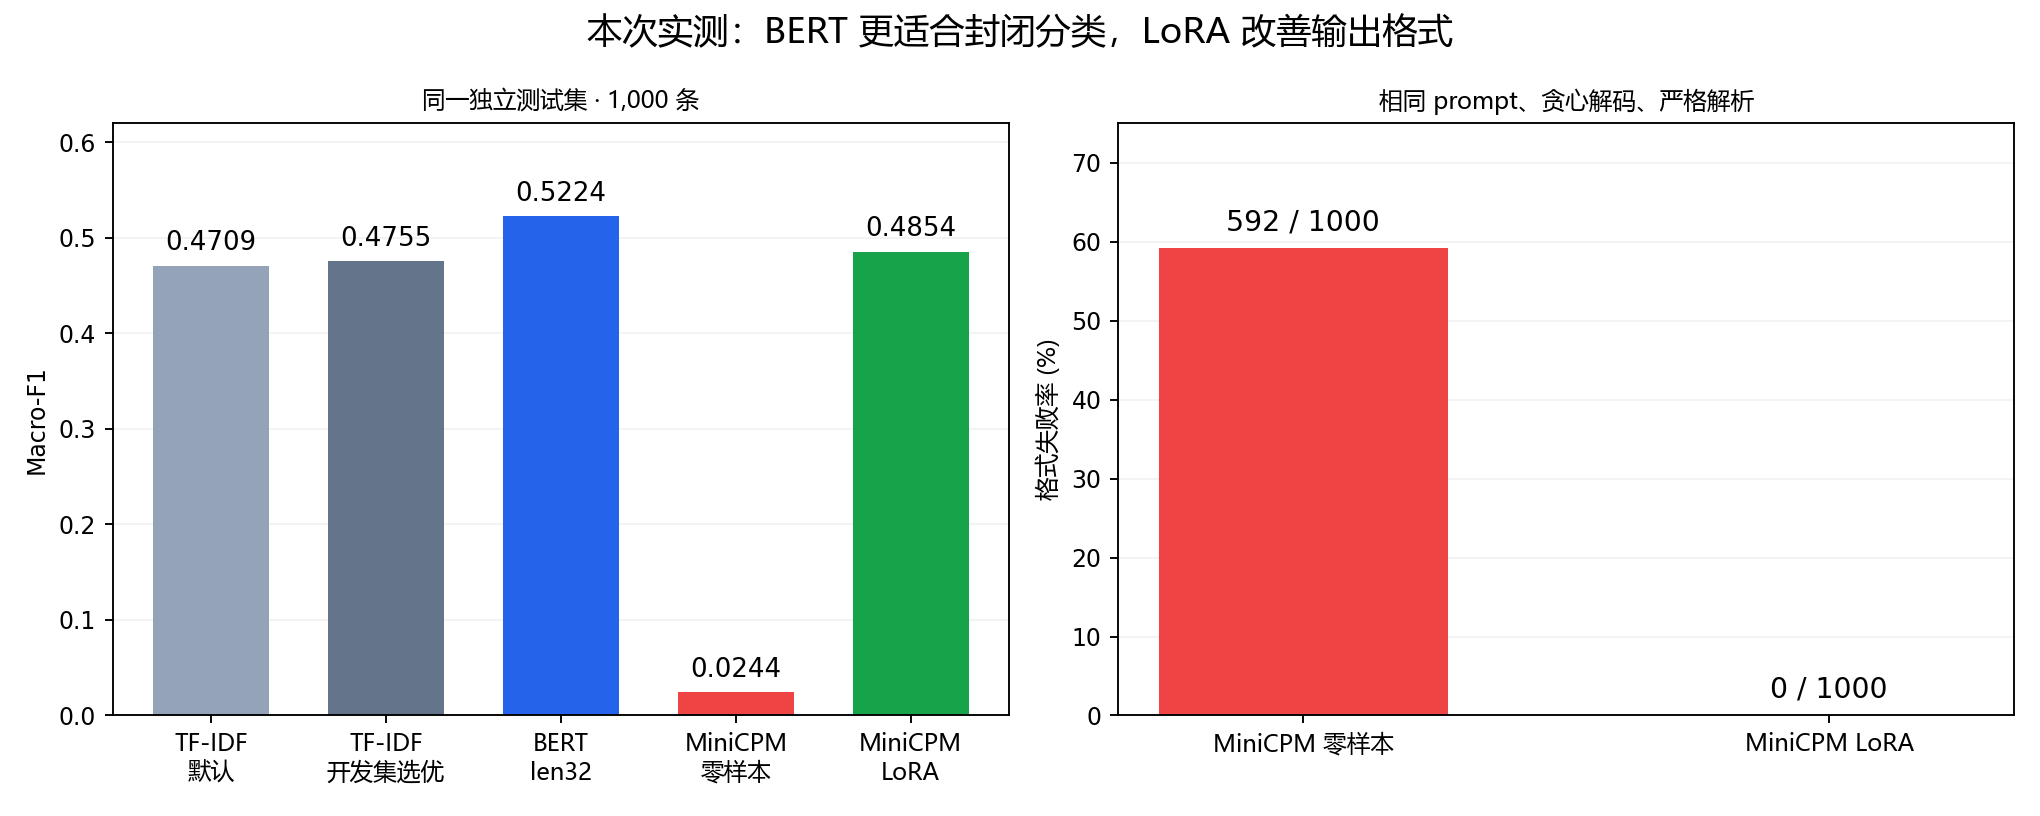 本次实测：BERT 更适合封闭分类，LoRA 改善输出格式
同一独立测试集 · 1,000 条
Macro-F1
0.6
0.5
0.4
0.3
0.2
0.1
0.0
0.4709
0.4755
0.5224
0.0244
0.4854
TF-IDF
默认
TF-IDF
开发集选优
BERT
len32
MiniCPM
零样本
MiniCPM
LoRA
相同 prompt、贪心解码、严格解析
格式失败率 (%)
70
60
50
40
30
20
10
0
592 / 1000
0 / 1000
MiniCPM 零样本
MiniCPM LoRA